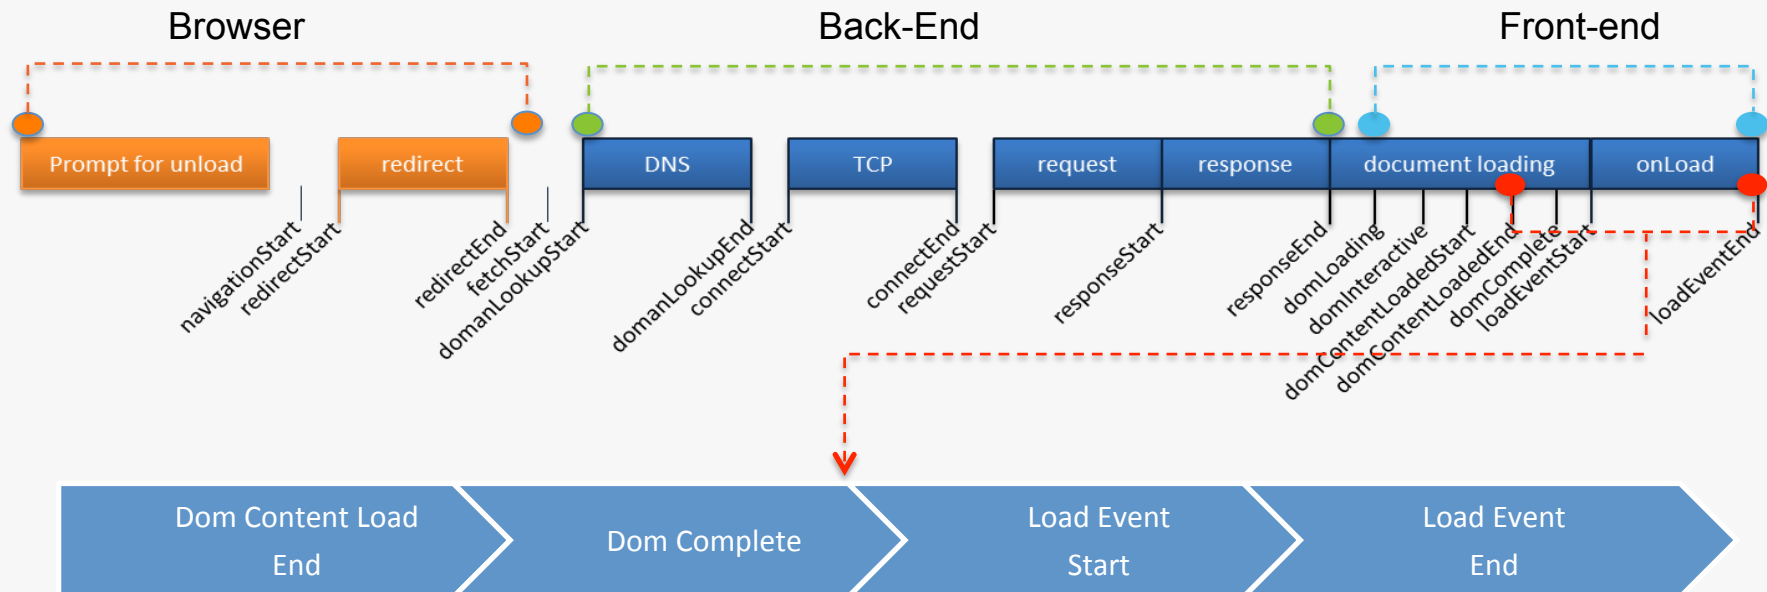 Browser
Back-End
Front-end
Prompt for unload
redirect
DNS
TCP
request
response
document loading
onLoad
navigationStart
redirectStart
redirectEnd
fetchStart
domanLookupStart
domanLookupEnd
connectStart
connectEnd
requestStart
responseStart
responseEnd
domLoading
domInteractive
domContentLoadedStart
domContentLoadedEnd
domComplete
loadEventStart
loadEventEnd
Dom Content Load
End
Dom Complete
Load Event
Start
Load Event
End